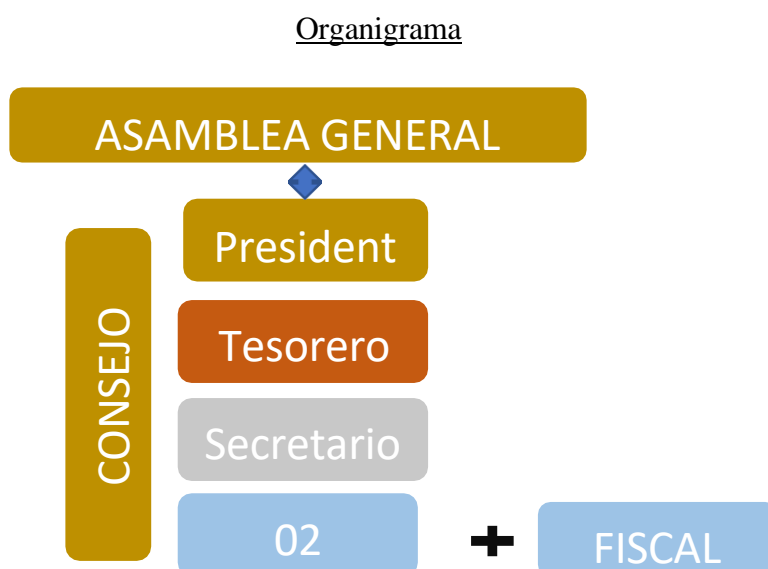 Organigrama
ASAMBLEA GENERAL
President
CONSEJO
Tesorero
Secretario
02
FISCAL